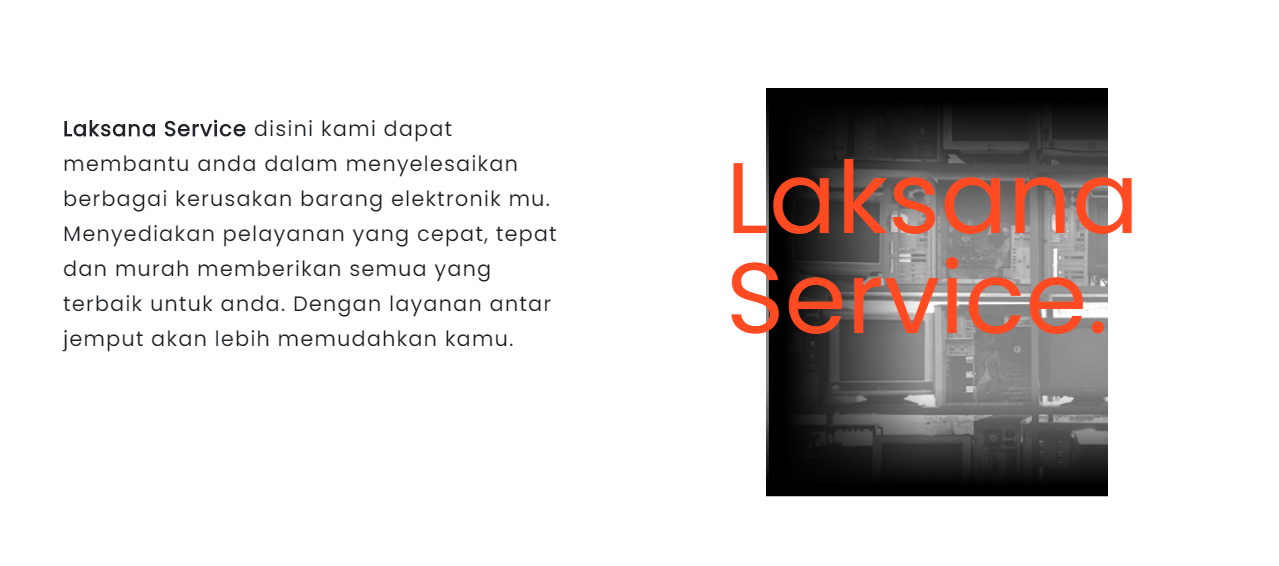 Laksana Service disini kami dapat
membantu anda dalam menyelesaikan
berbagai kerusakan barang elektronik mu.
Menyediakan pelayanan yang cepat, tepat
dan murah memberikan semua yang
terbaik untuk anda. Dengan layanan antar
jemput akan lebih memudahkan kamu.
Laksana
Service.